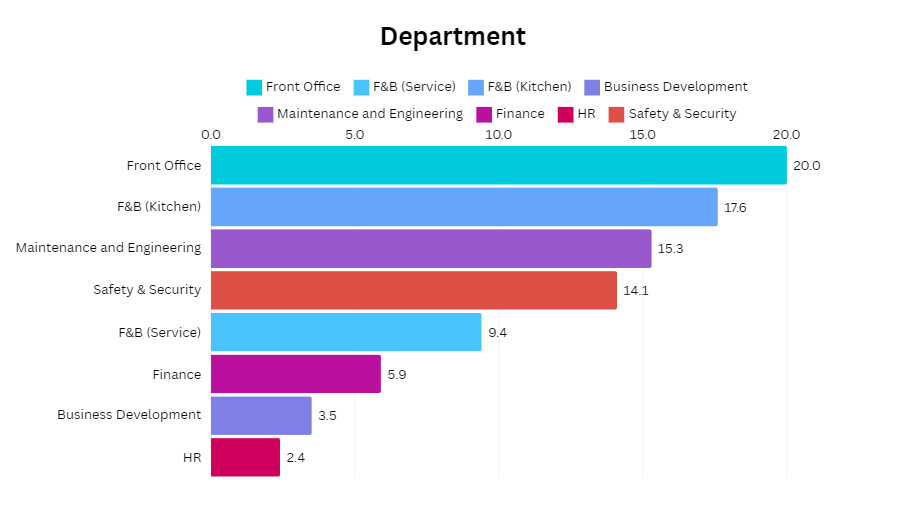 Department
Front Office F&B (Service) F&B (Kitchen) Business Development
Maintenance and Engineering Finance HR Safety & Security
0.0 5.0 10.0 15.0 20.0
Front Office 20.0
F&B (Kitchen) 17.6
Maintenance and Engineering 15.3
Safety & Security 14.1
F&B (Service) 9.4
Finance 5.9
Business Development 3.5
HR 2.4